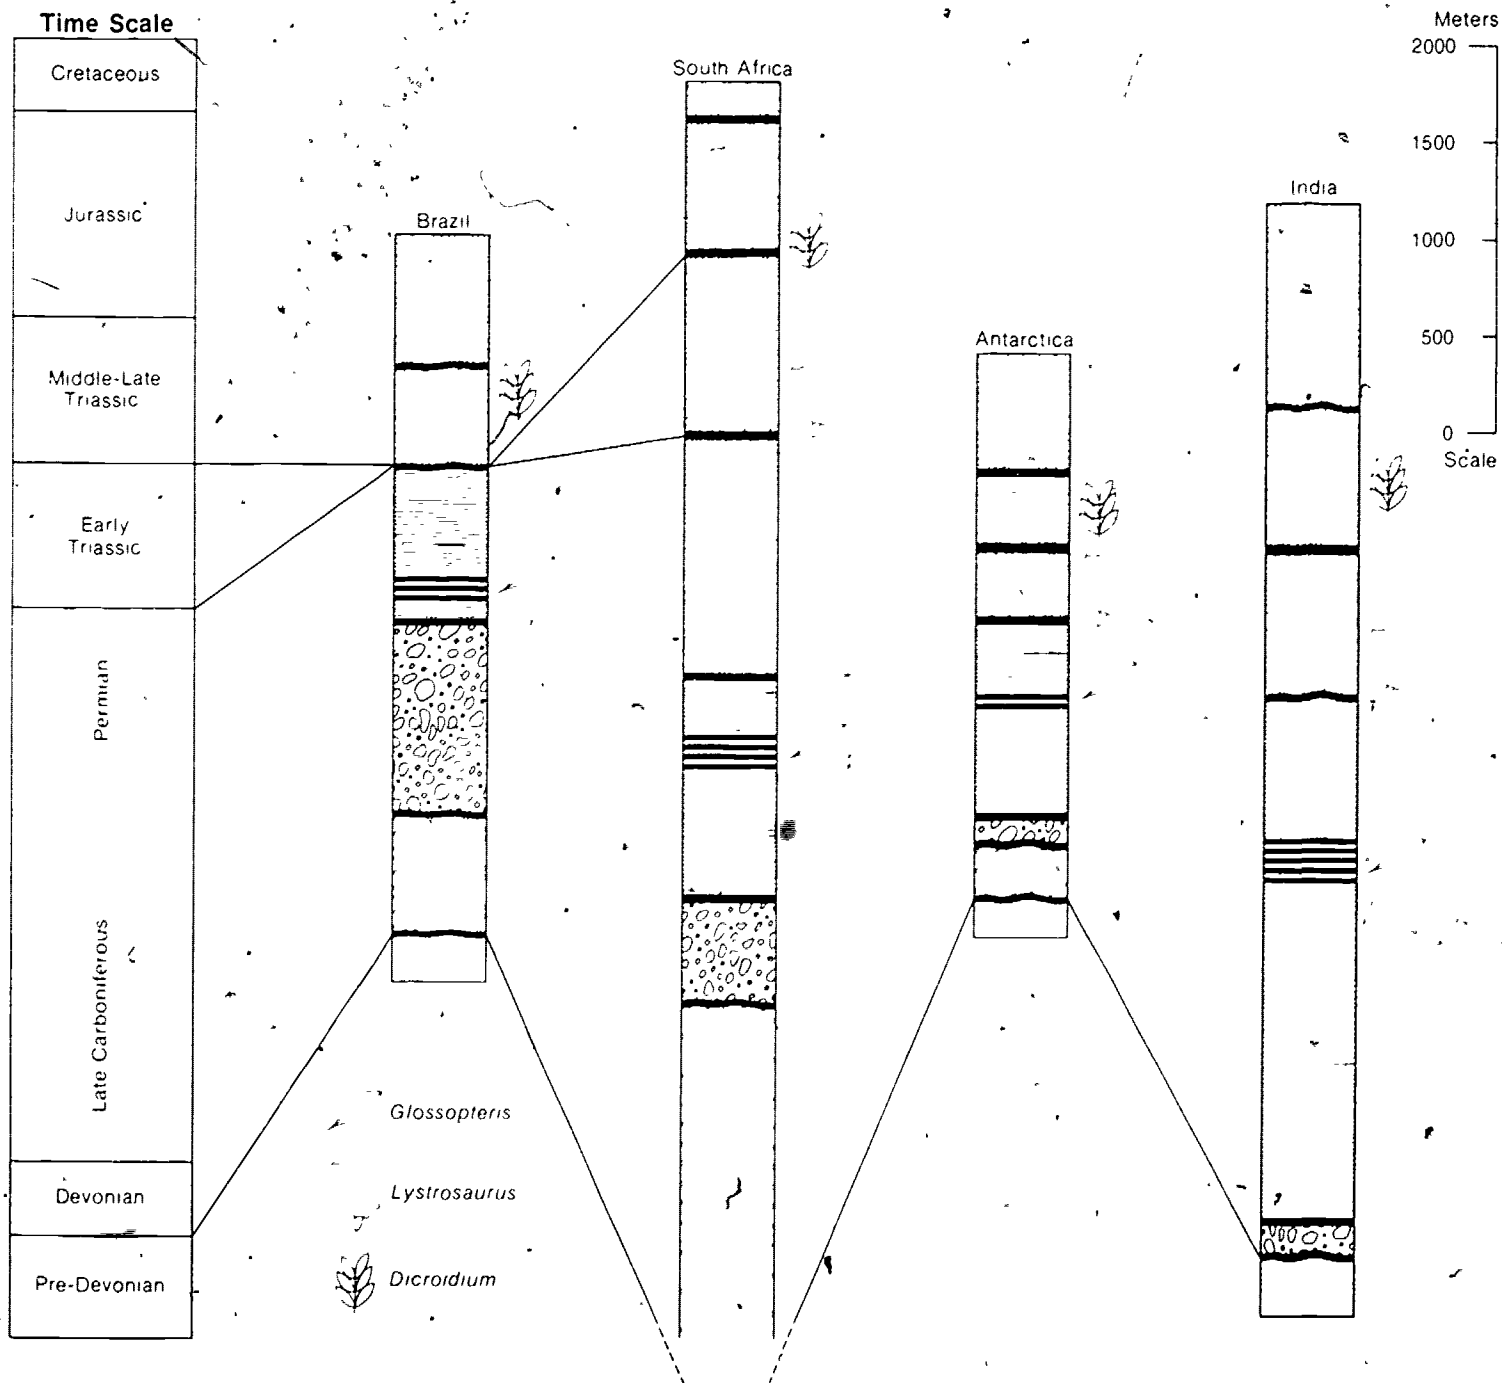 Time Scale
Cretaceous
Jurassic
Middle-Late
Triassic
Early
Triassic
Permian
Late Carboniferous
Devonian
Pre-Devonian
Brazil
South Africa
Antarctica
India
Meters
2000
1500
1000
500
0
Scale
Glossopteris
Lystrosaurus
Dicroidium